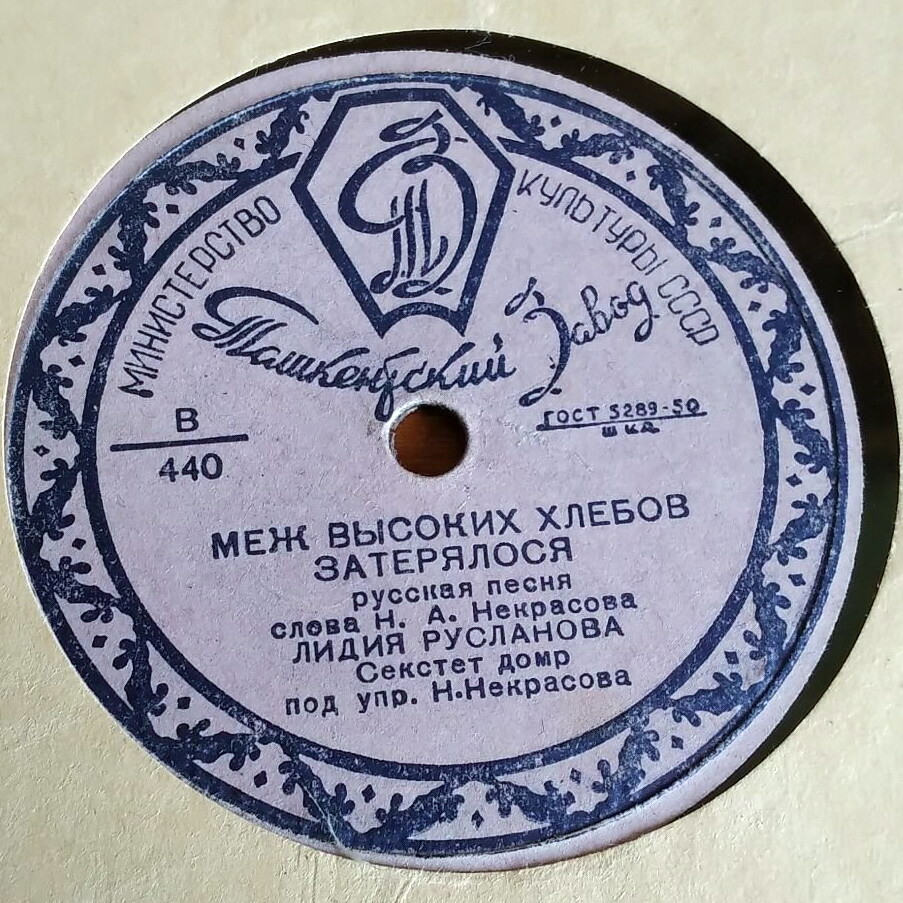 МИНИСТЕРСТВО КУЛЬТУРЫ СССР
Ташкентский Завод
В
440
ГОСТ 5289-50
МЕЖ ВЫСОКИХ ХЛЕБОВ
ЗАТЕРЯЛОСЯ
русская песня
слова Н. А. Некрасова
ЛИДИЯ РУСЛАНОВА
Секстет домр
под упр. Н.Некрасова